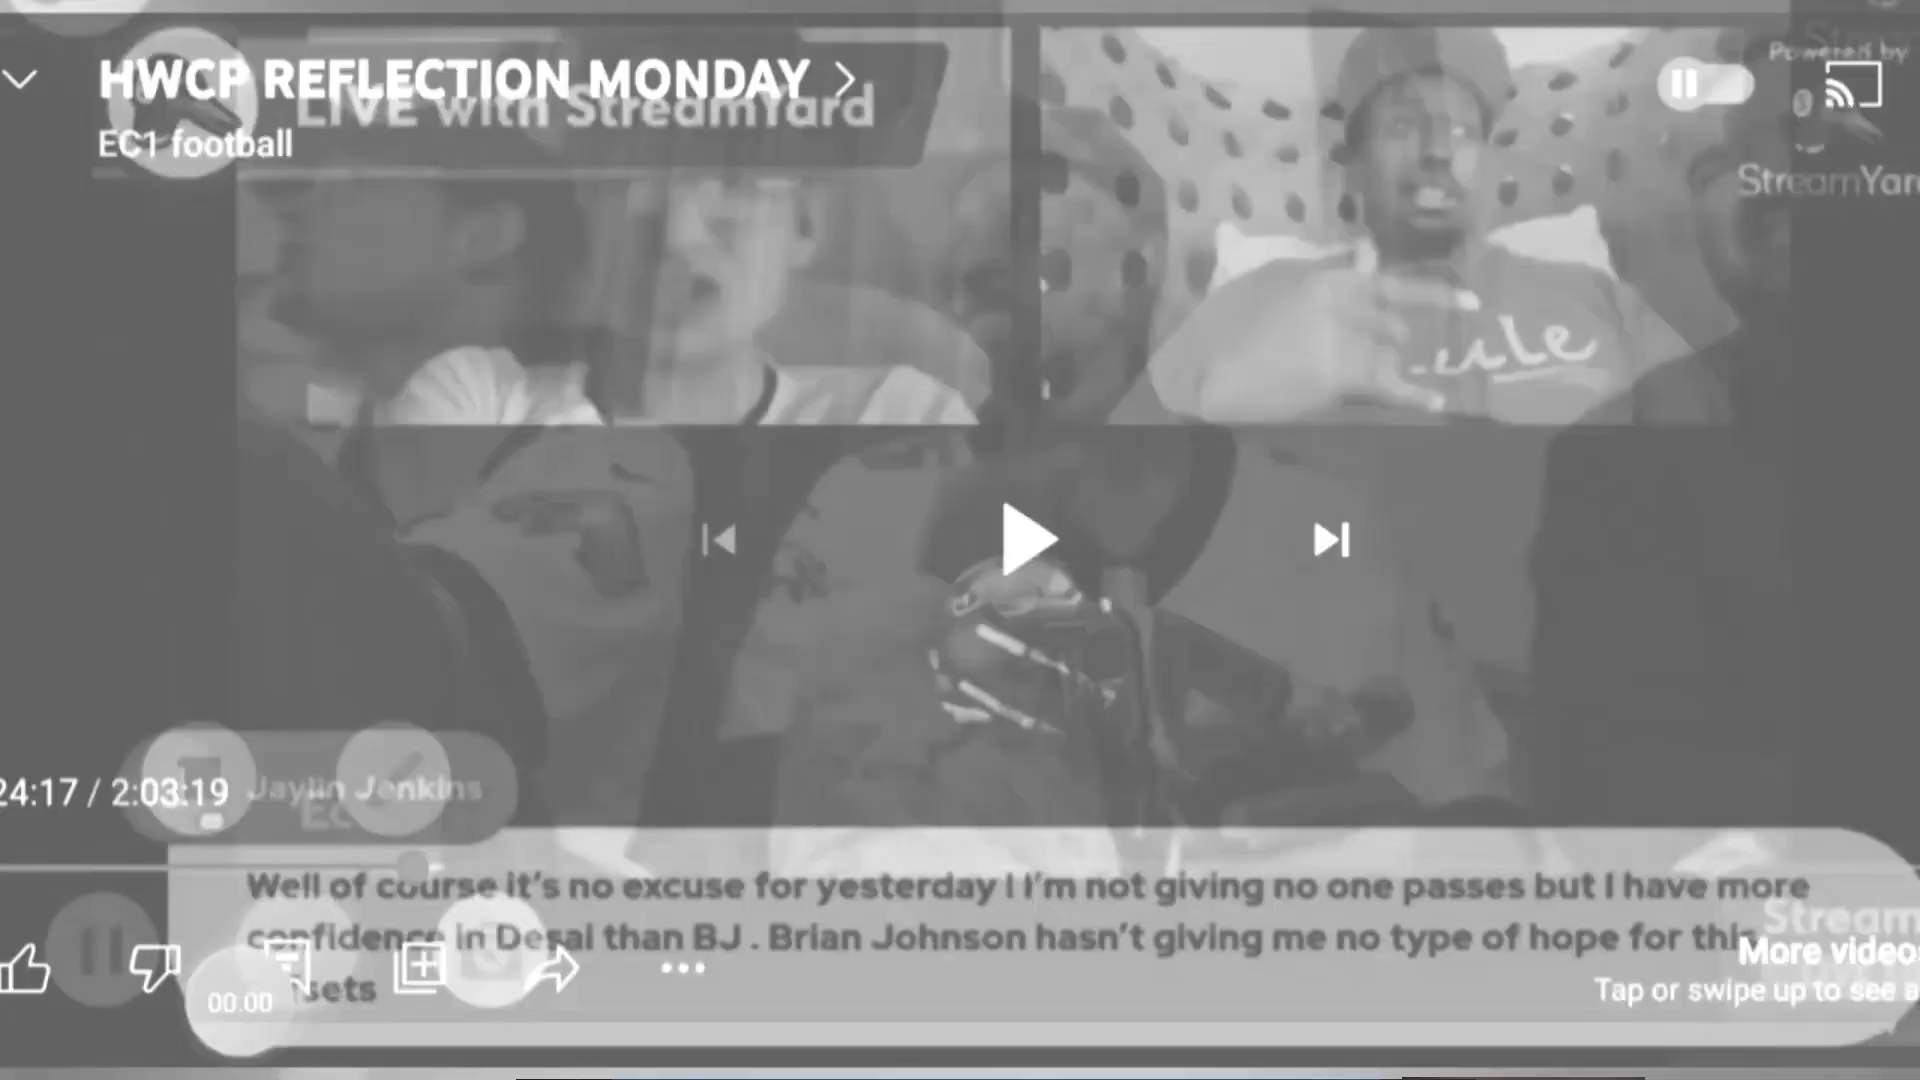 HWCP REFLECTION MONDAY
LIVE with StreamYard
EC1 football
Powered by
StreamYard
24:17 / 2:03:19
Jaylin Jenkins
Well of course it's no excuse for yesterday I I'm not giving no one passes but I have more
confidence in Desai than BJ . Brian Johnson hasn't giving me no type of hope for this
sets
Stream
More videos
Tap or swipe up to see a
00.00